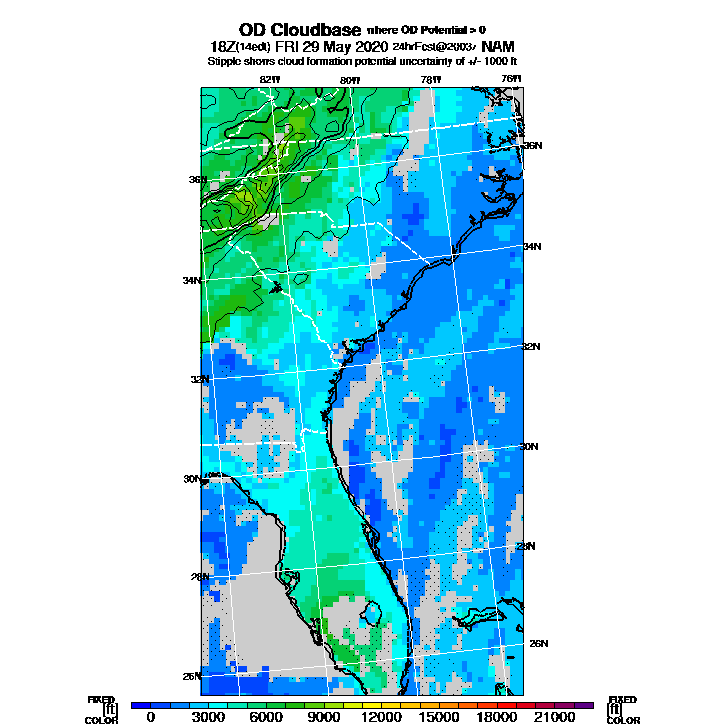 OD Cloudbase where OD Potential > 0
18Z(14edt) FRI 29 May 2020 24hrFcst@2003z NAM
Stipple shows cloud formation potential uncertainty of +/- 1000 ft
82W 80W 78W 76W
36N 36N
34N 34N
32N 32N
30N 30N
28N 28N
26N 26N
FIXED FIXED
[ft] 0 3000 6000 9000 12000 15000 18000 21000 [ft]
COLOR COLOR